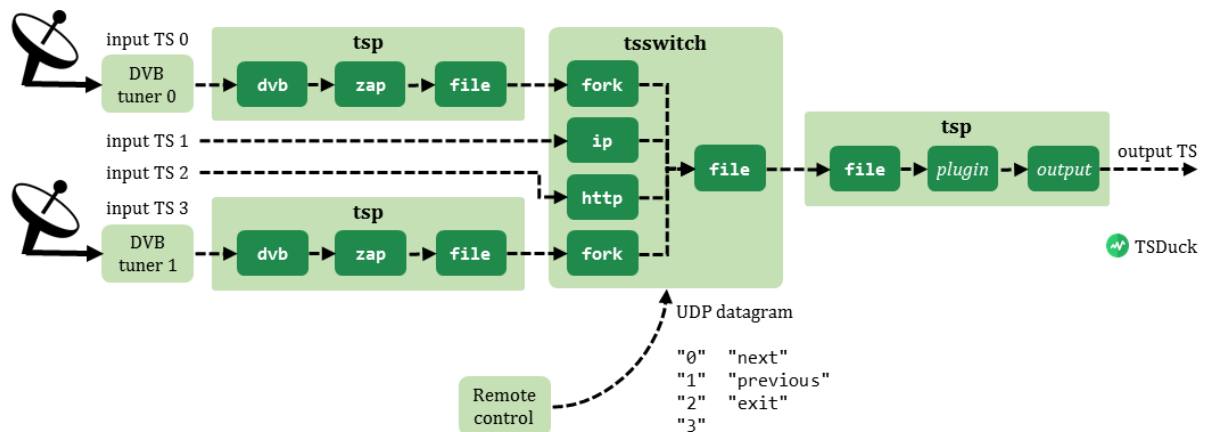 input TS 0
DVB
tuner 0
tsp
dvb
zap
file
tsswitch
fork
ip
http
fork
file
tsp
file
plugin
output
output TS
input TS 1
input TS 2
input TS 3
DVB
tuner 1
tsp
dvb
zap
file
TSDuck
UDP datagram
"0" "next"
"1" "previous"
"2" "exit"
"3"
Remote
control